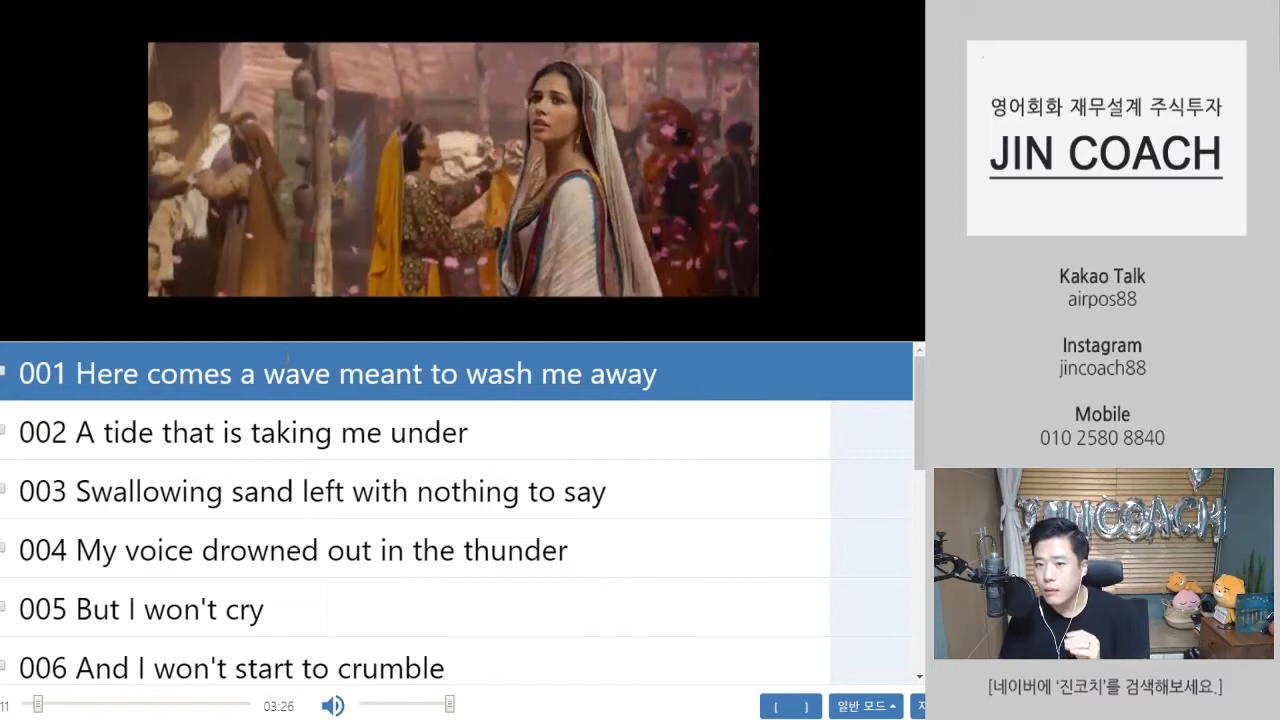 001 Here comes a wave meant to wash me away
002 A tide that is taking me under
003 Swallowing sand left with nothing to say
004 My voice drowned out in the thunder
005 But I won't cry
006 And I won't start to crumble
11
03:26
[ ]
일반 모드
영어회화 재무설계 주식투자
JIN COACH
Kakao Talk
airpos88
Instagram
jincoach88
Mobile
010 2580 8840
JINCOACH
[네이버에 '진코치'를 검색해보세요.]